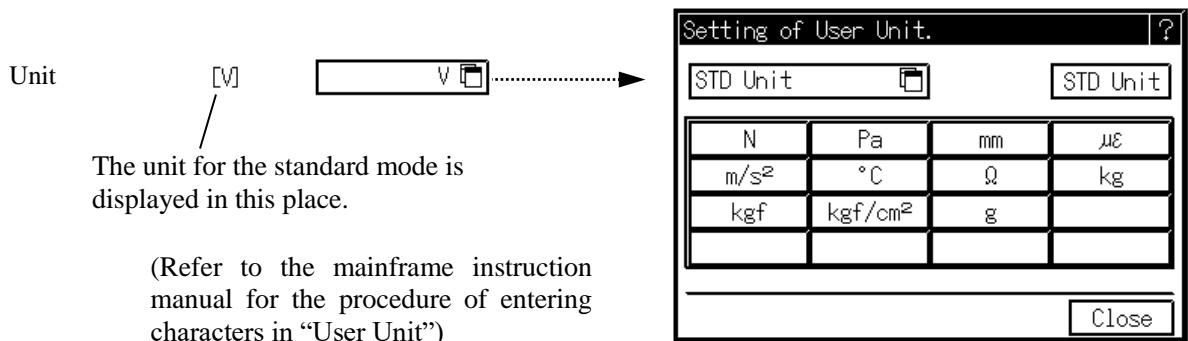 Unit [V] V
The unit for the standard mode is
displayed in this place.
(Refer to the mainframe instruction
manual for the procedure of entering
characters in “User Unit”)
Setting of User Unit. ?
STD Unit STD Unit
N Pa mm με
m/s² °C Ω kg
kgf kgf/cm² g
Close